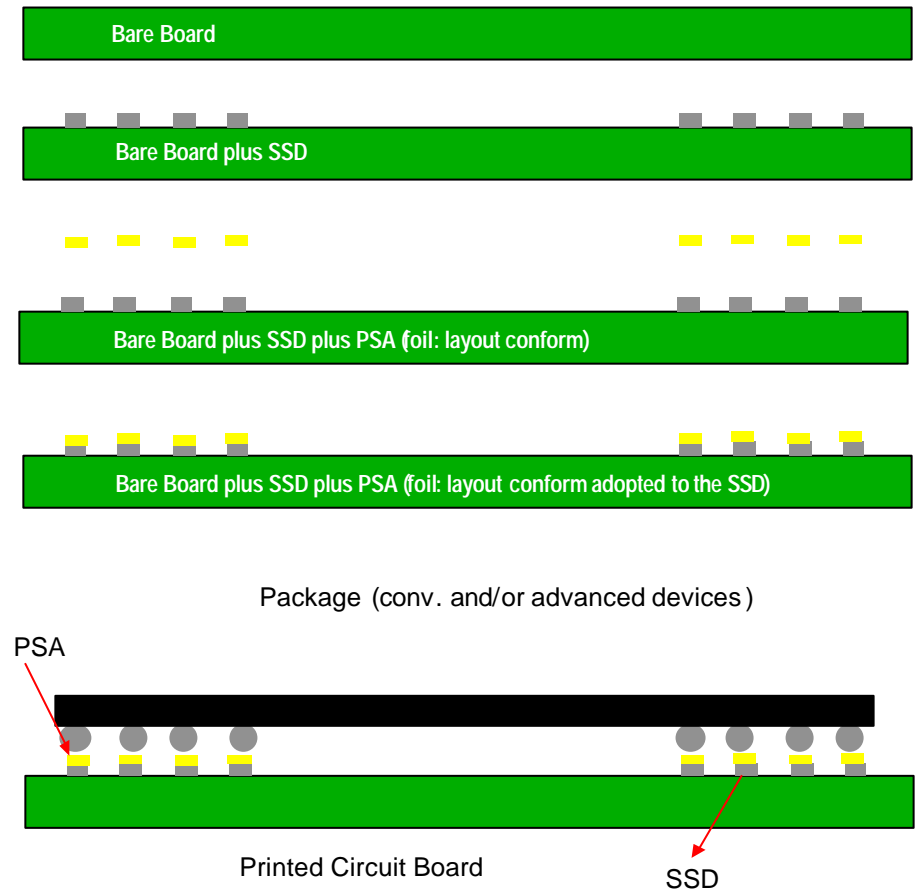 Bare Board
Bare Board plus SSD
Bare Board plus SSD plus PSA (foil: layout conform)
Bare Board plus SSD plus PSA (foil: layout conform adopted to the SSD)
Package (conv. and/or advanced devices)
PSA
Printed Circuit Board
SSD